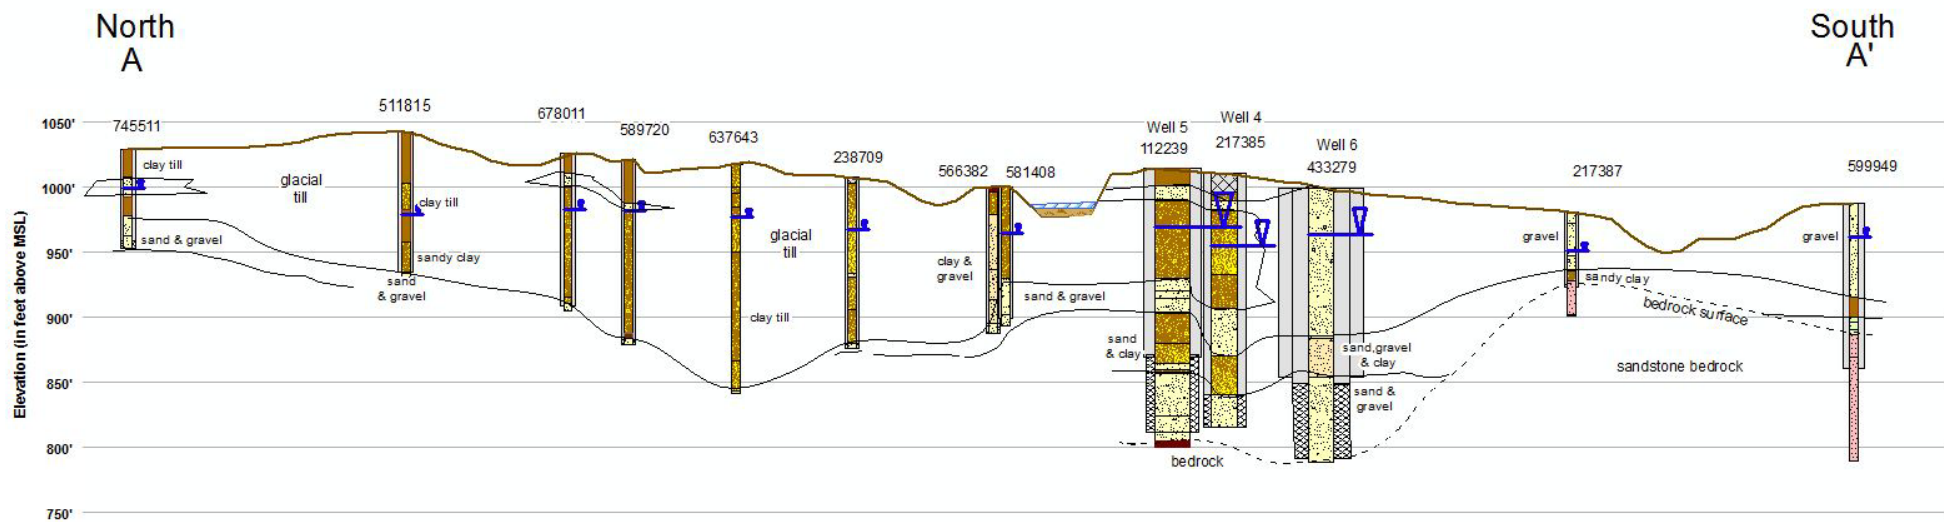 North
A
South
A'
Elevation (in feet above MSL)
1050'
1000'
950'
900'
850'
800'
750'
745511
511815
678011
589720
637643
238709
566382
581408
Well 5
112239
Well 4
217385
Well 6
433279
217387
599949
clay till
glacial
till
clay till
sand & gravel
sandy clay
sand
& gravel
glacial
till
clay till
clay &
gravel
sand & gravel
sand
& clay
sand,gravel
& clay
sand &
gravel
bedrock
gravel
sandy clay
bedrock surface
gravel
sandstone bedrock